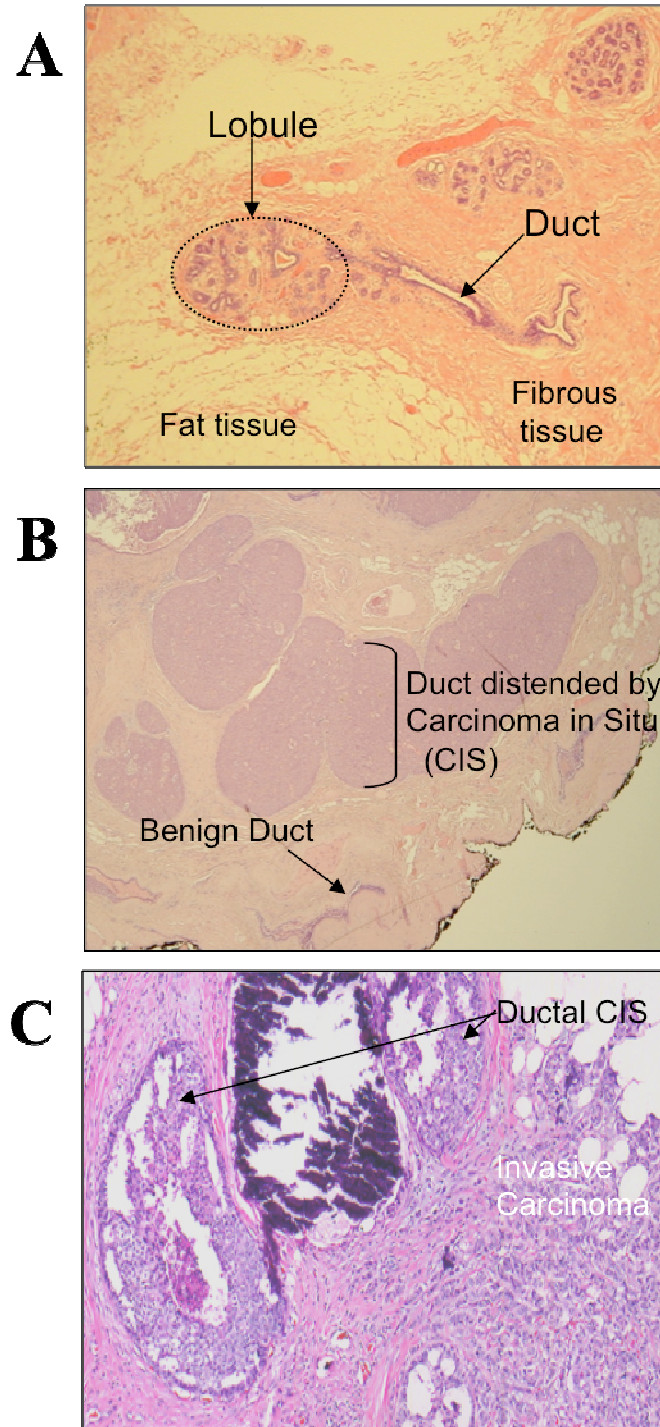 A
Lobule
Duct
Fibrous
tissue
Fat tissue
B
Duct distended by
Carcinoma in Situ
(CIS)
Benign Duct
C
Ductal CIS
Invasive
Carcinoma